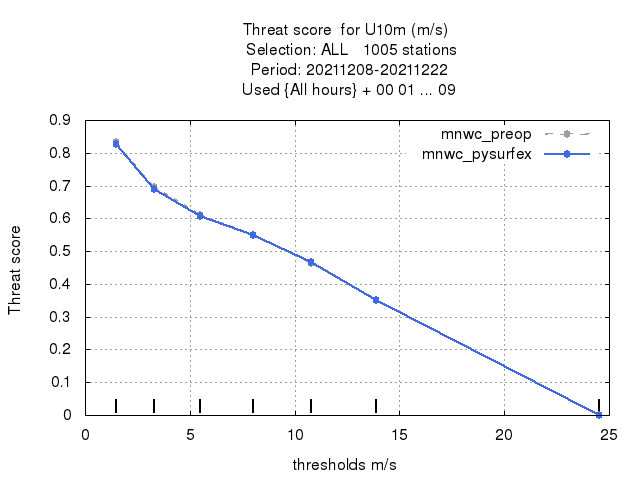 Threat score  for U10m (m/s)
Selection: ALL   1005 stations
Period: 20211208-20211222
Used {All hours} + 00 01 ... 09
mnwc_preop
mnwc_pysurfex
Threat score
0.9
0.8
0.7
0.6
0.5
0.4
0.3
0.2
0.1
0
0 5 10 15 20 25
thresholds m/s